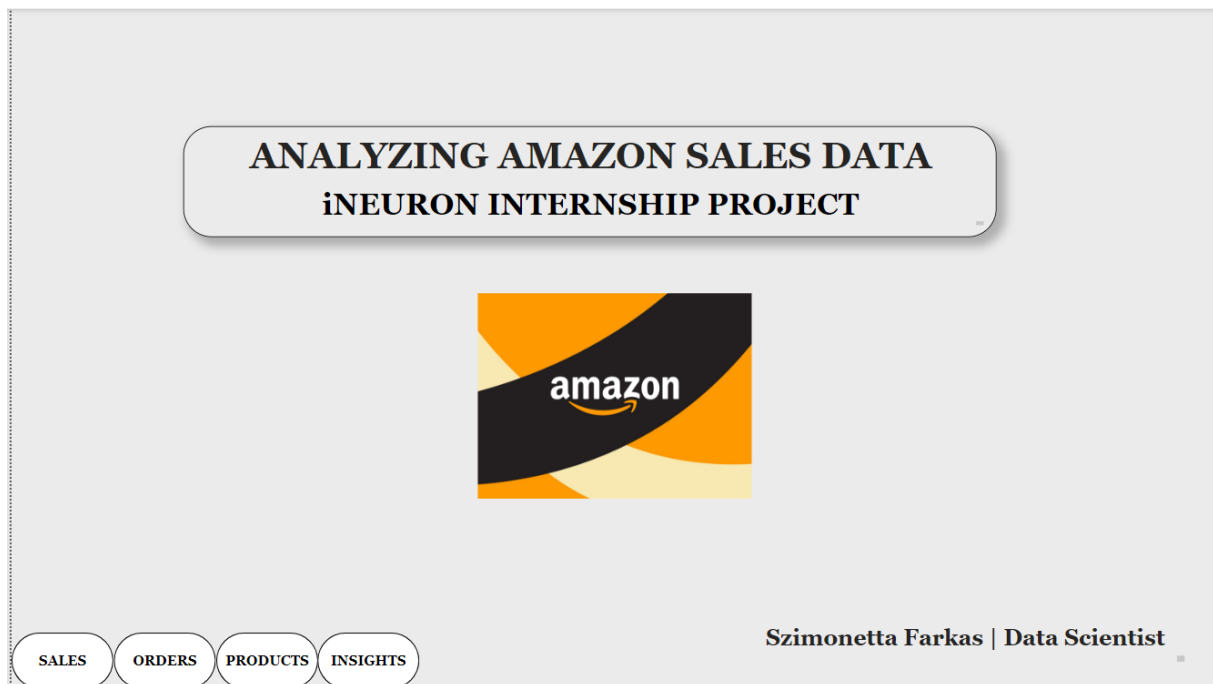 ANALYZING AMAZON SALES DATA
iNEURON INTERNSHIP PROJECT
amazon
Szimonetta Farkas | Data Scientist
SALES ORDERS PRODUCTS INSIGHTS